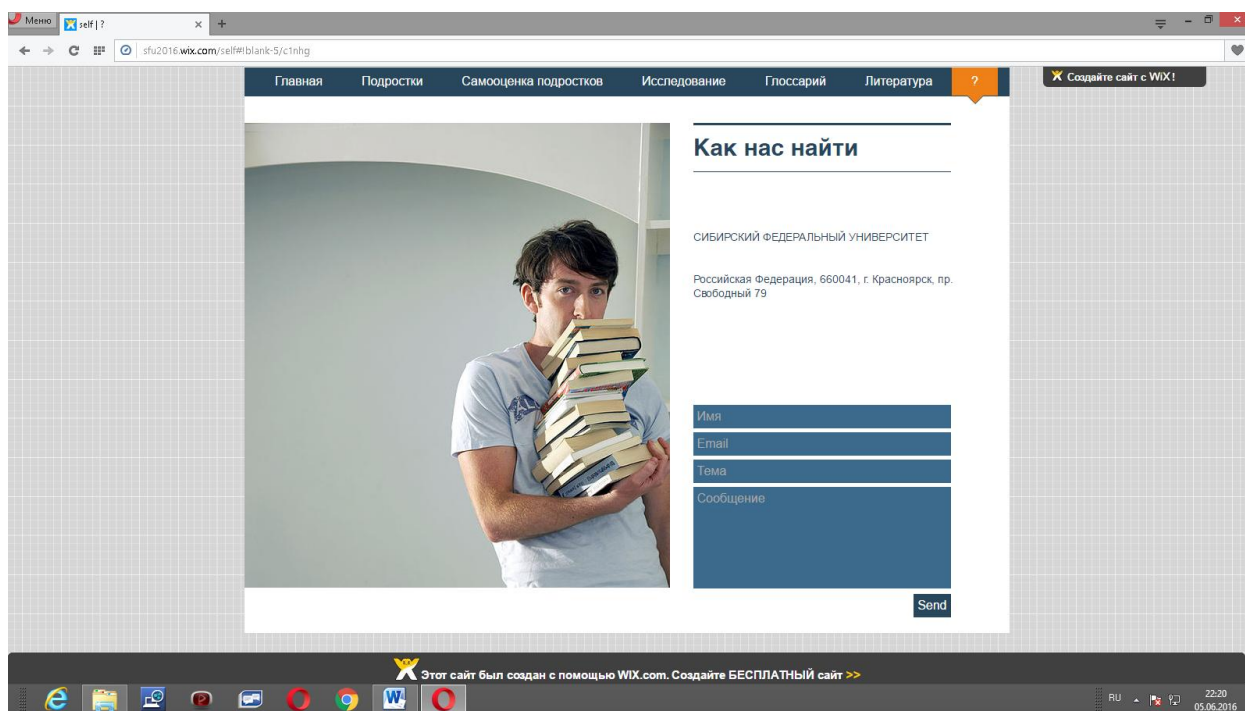 Меню
self | ?
sfu2016.wix.com/self#!blank-5/c1nhg
Главная Подростки Самооценка подростков Исследование Глоссарий Литература ?
Создайте сайт с WiX!
Как нас найти
СИБИРСКИЙ ФЕДЕРАЛЬНЫЙ УНИВЕРСИТЕТ
Российская Федерация, 660041, г. Красноярск, пр.
Свободный 79
Имя
Email
Тема
Сообщение
Send
Этот сайт был создан с помощью WIX.com. Создайте БЕСПЛАТНЫЙ сайт >>
RU
22:20
05.06.2016